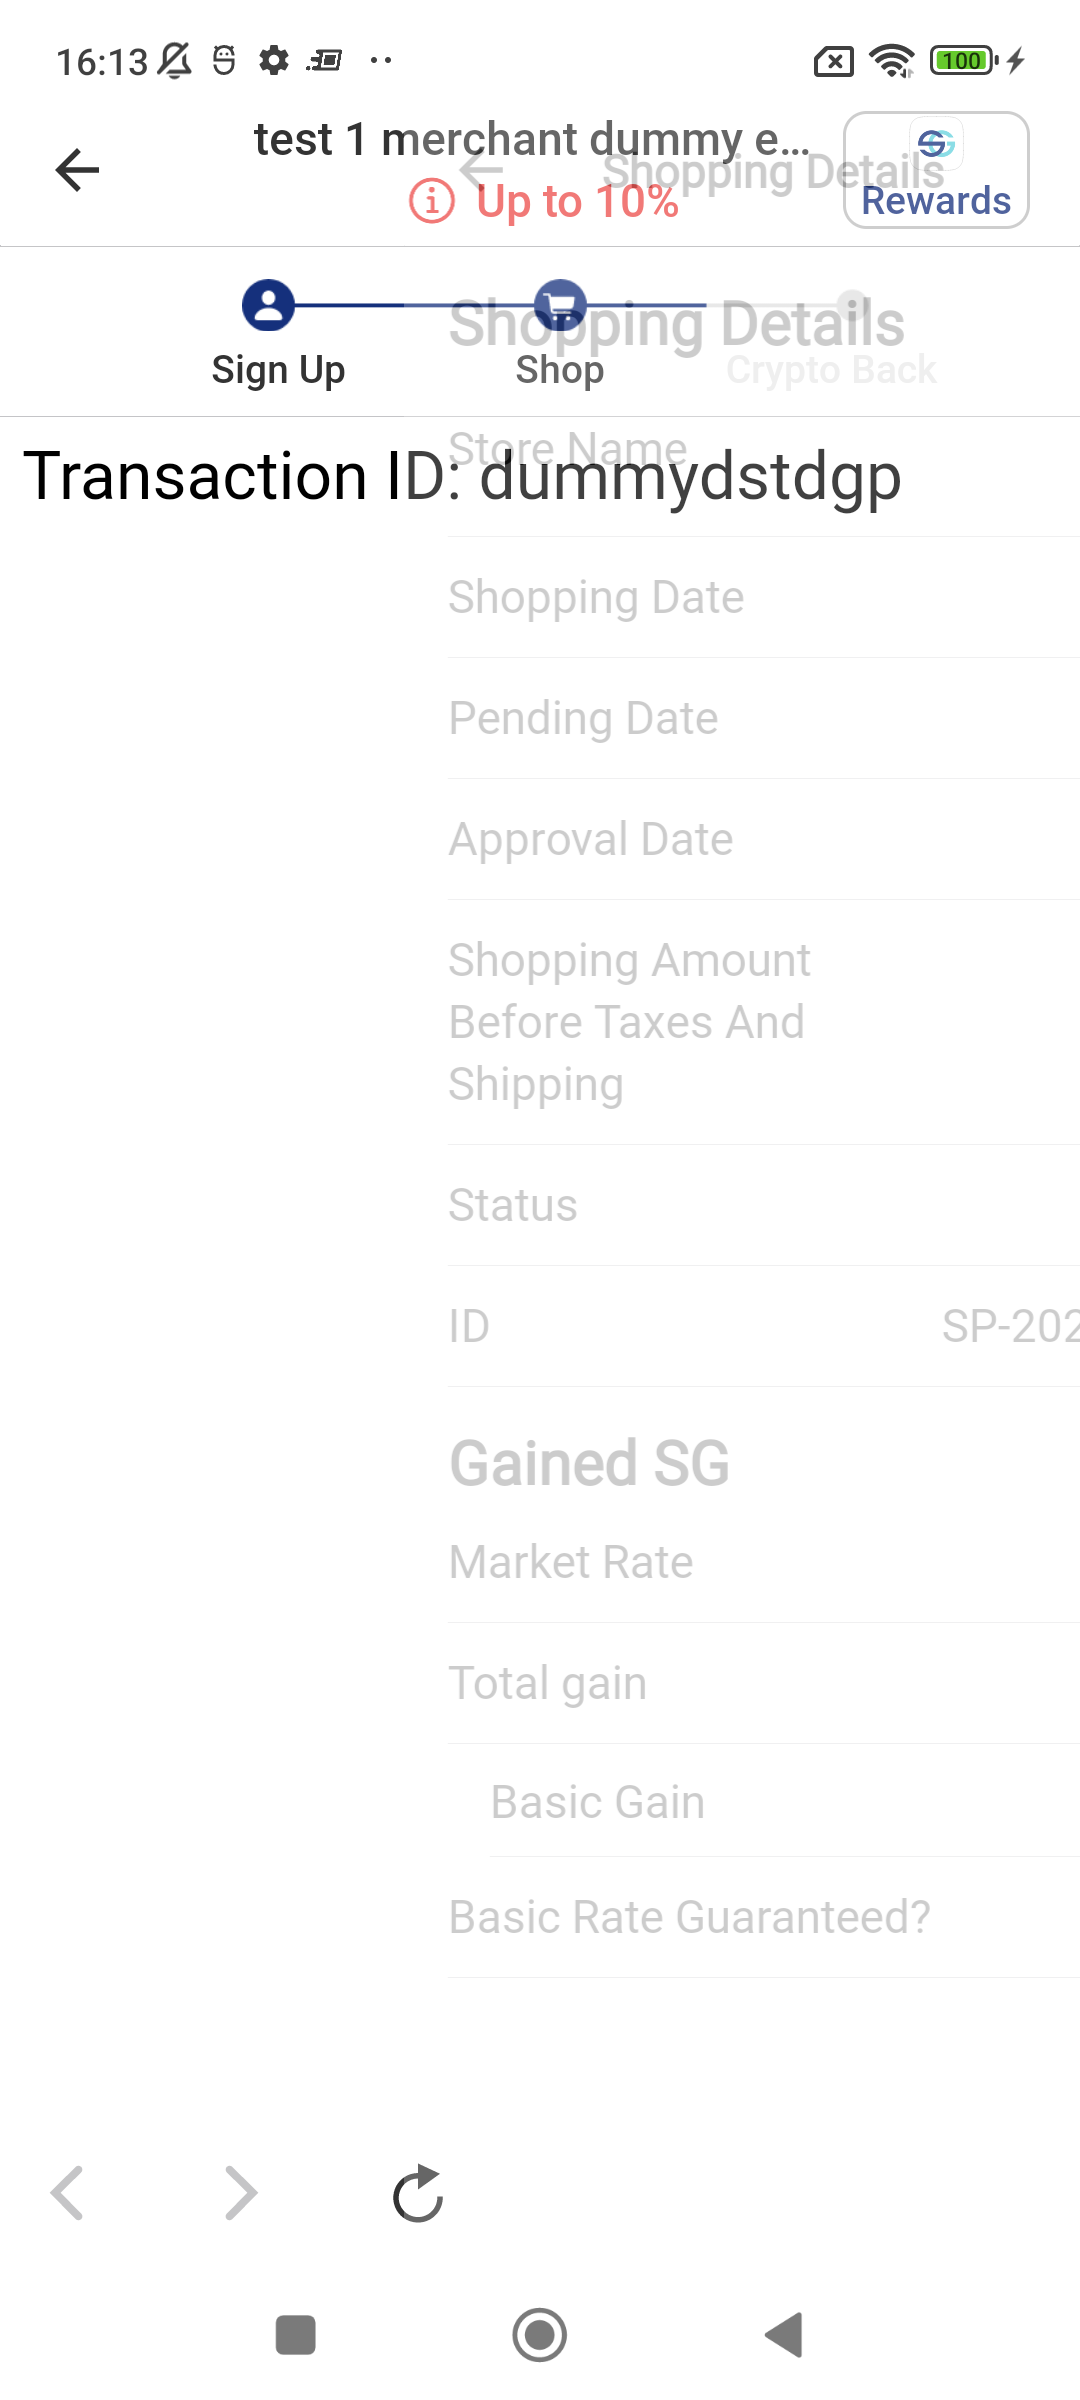 16:13
100
test 1 merchant dummy e...
Shopping Details
Up to 10%
Rewards
Shopping Details
Sign Up
Shop
Crypto Back
Store Name
Transaction ID: dummydstdgp
Shopping Date
Pending Date
Approval Date
Shopping Amount
Before Taxes And
Shipping
Status
ID
SP-202
Gained SG
Market Rate
Total gain
Basic Gain
Basic Rate Guaranteed?